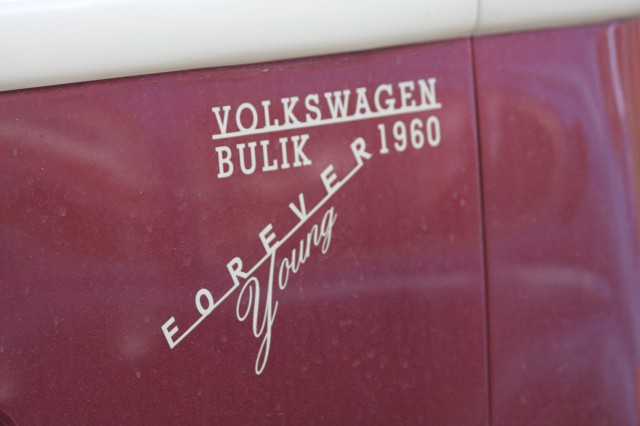 VOLKSWAGEN
BULIK 1960
FOREVER
Young